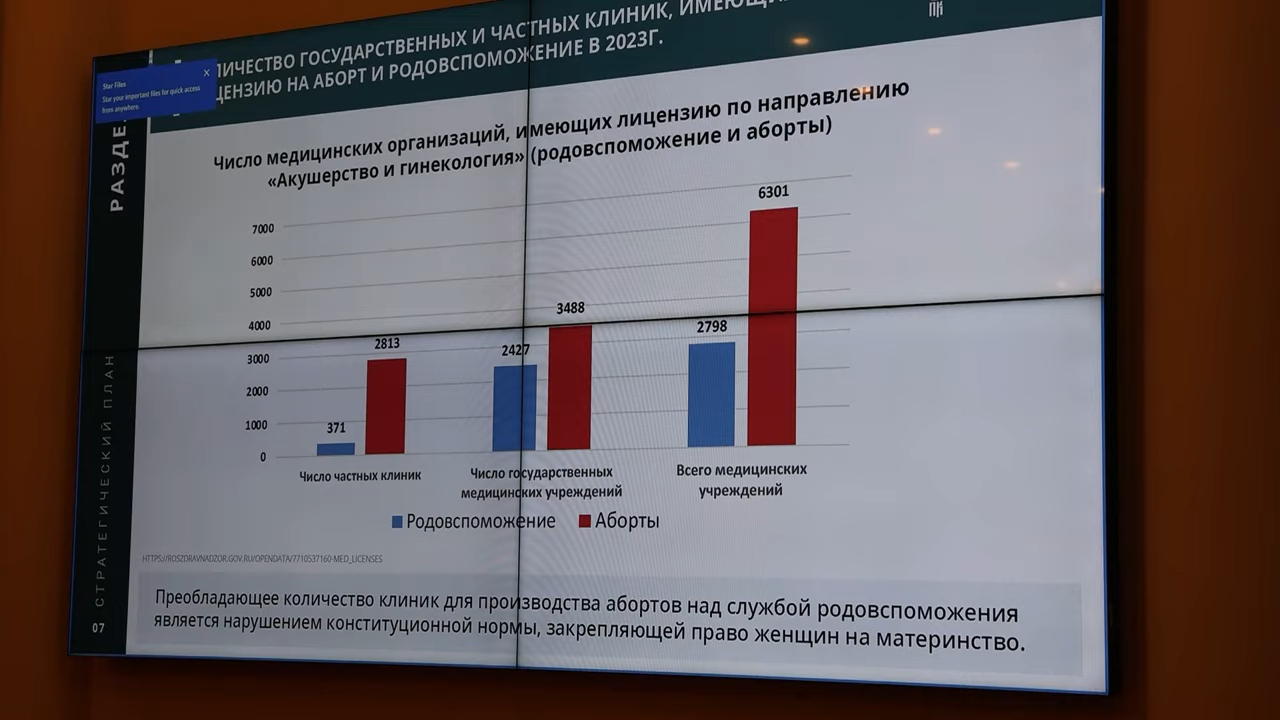 ЛИЧЕСТВО ГОСУДАРСТВЕННЫХ И ЧАСТНЫХ КЛИНИК, ИМЕЮЩИ
ЦЕНЗИЮ НА АБОРТ И РОДОВСПОМОЖЕНИЕ В 2023Г.
Star Files
Star your important files for quick access
from anywhere.
РАЗДЕ
Число медицинских организаций, имеющих лицензию по направлению
«Акушерство и гинекология» (родовспоможение и аборты)
7000
6000
5000
4000
3000
2000
1000
0
371
2813
2427
3488
2798
6301
Число частных клиник
Число государственных
медицинских учреждений
Всего медицинских
учреждений
Родовспоможение
Аборты
СТРАТЕГИЧЕСКИЙ ПЛАН
07
HTTPS://ROSZDRAVNADZOR.GOV.RU/OPENDATA/7710537160-MED_LICENSES
Преобладающее количество клиник для производства абортов над службой родовспоможения
является нарушением конституционной нормы, закрепляющей право женщин на материнство.